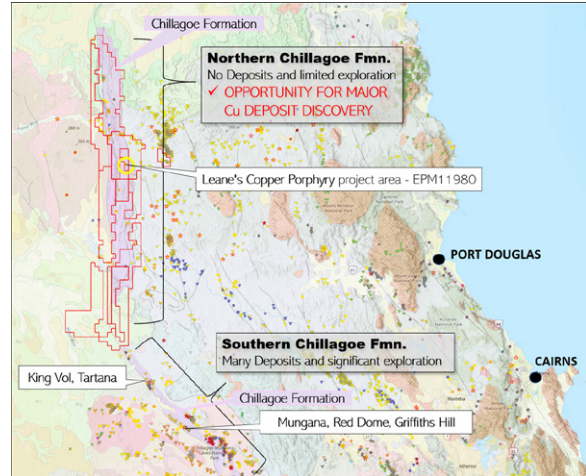 Chillagoe Formation
Northern Chillagoe Fmn.
No Deposits and limited exploration
✓ OPPORTUNITY FOR MAJOR
Cu DEPOSIT DISCOVERY
Leane's Copper Porphyry project area - EPM11980
PORT DOUGLAS
Southern Chillagoe Fmn.
Many Deposits and significant exploration
CAIRNS
King Vol, Tartana
Chillagoe Formation
Mungana, Red Dome, Griffiths Hill